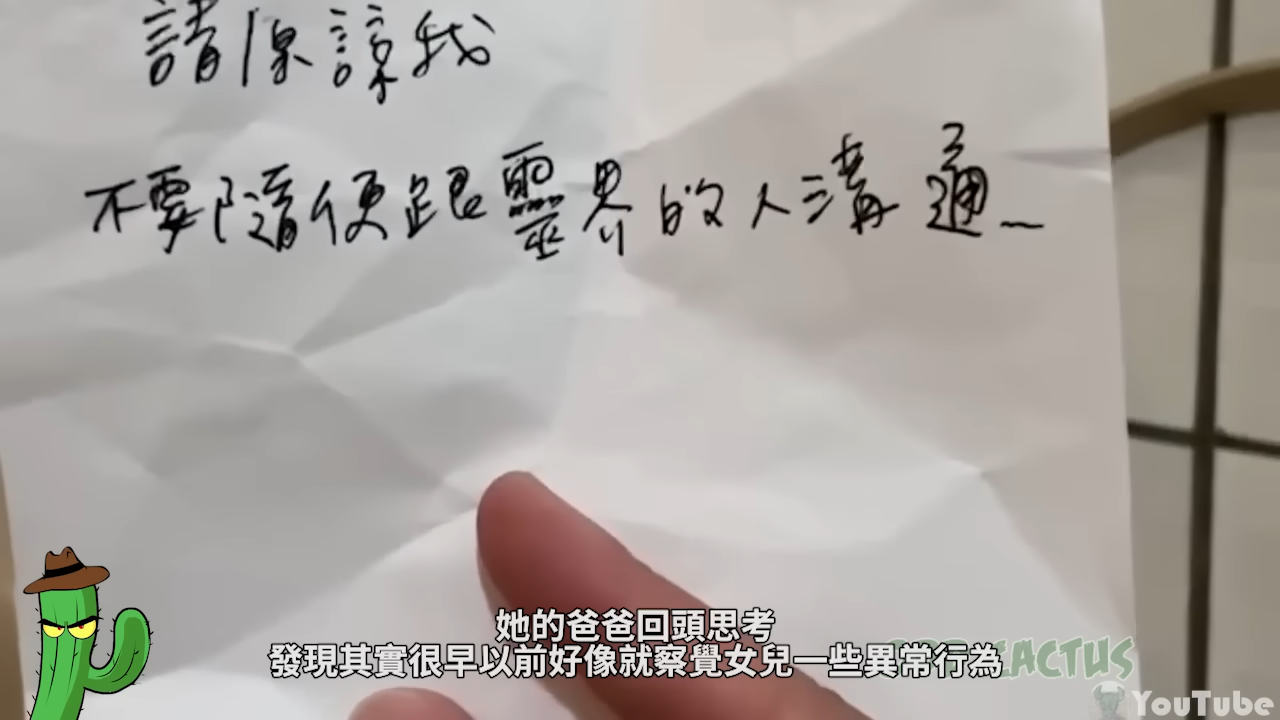 請原諒我
不要隨便跟靈界的人溝通~
她的爸爸回頭思考
發現其實很早以前好像就察覺女兒一些異常行為
CACTUS
YouTube